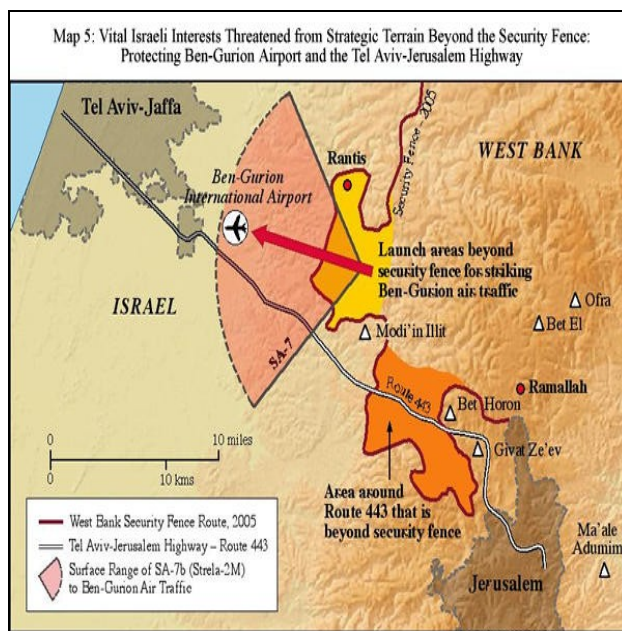 Map 5: Vital Israeli Interests Threatened from Strategic Terrain Beyond the Security Fence:
Protecting Ben-Gurion Airport and the Tel Aviv-Jerusalem Highway
Tel Aviv-Jaffa
Ben-Gurion
International Airport
Rantis
Security Fence 2005
WEST BANK
Launch areas beyond
security fence for striking
Ben-Gurion air traffic
ISRAEL
Ofra
Bet El
Modi'in Illit
SA-7
Route 443
Ramallah
Bet Horon
Givat Ze'ev
10 miles
10 kms
Area around
Route 443 that is
beyond security fence
Ma'ale
Adumim
Jerusalem
West Bank Security Fence Route, 2005
Tel Aviv-Jerusalem Highway – Route 443
Surface Range of SA-7b (Strela-2M)
to Ben-Gurion Air Traffic